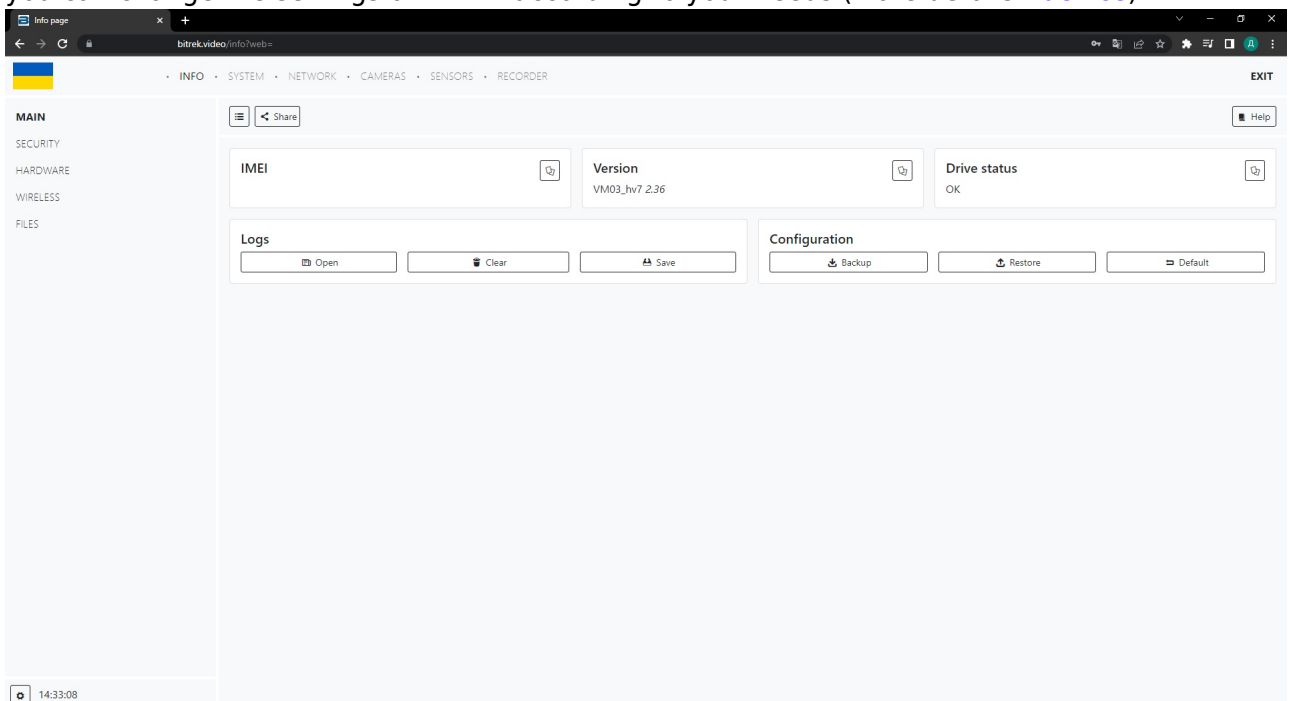 Info page
bitrek.video/info?web=
Д
• INFO • SYSTEM • NETWORK • CAMERAS • SENSORS • RECORDER
EXIT
MAIN
SECURITY
HARDWARE
WIRELESS
FILES
Share
Help
IMEI
Version
VM03_hv7 2.36
Drive status
OK
Logs
Open
Clear
Save
Configuration
Backup
Restore
Default
14:33:08